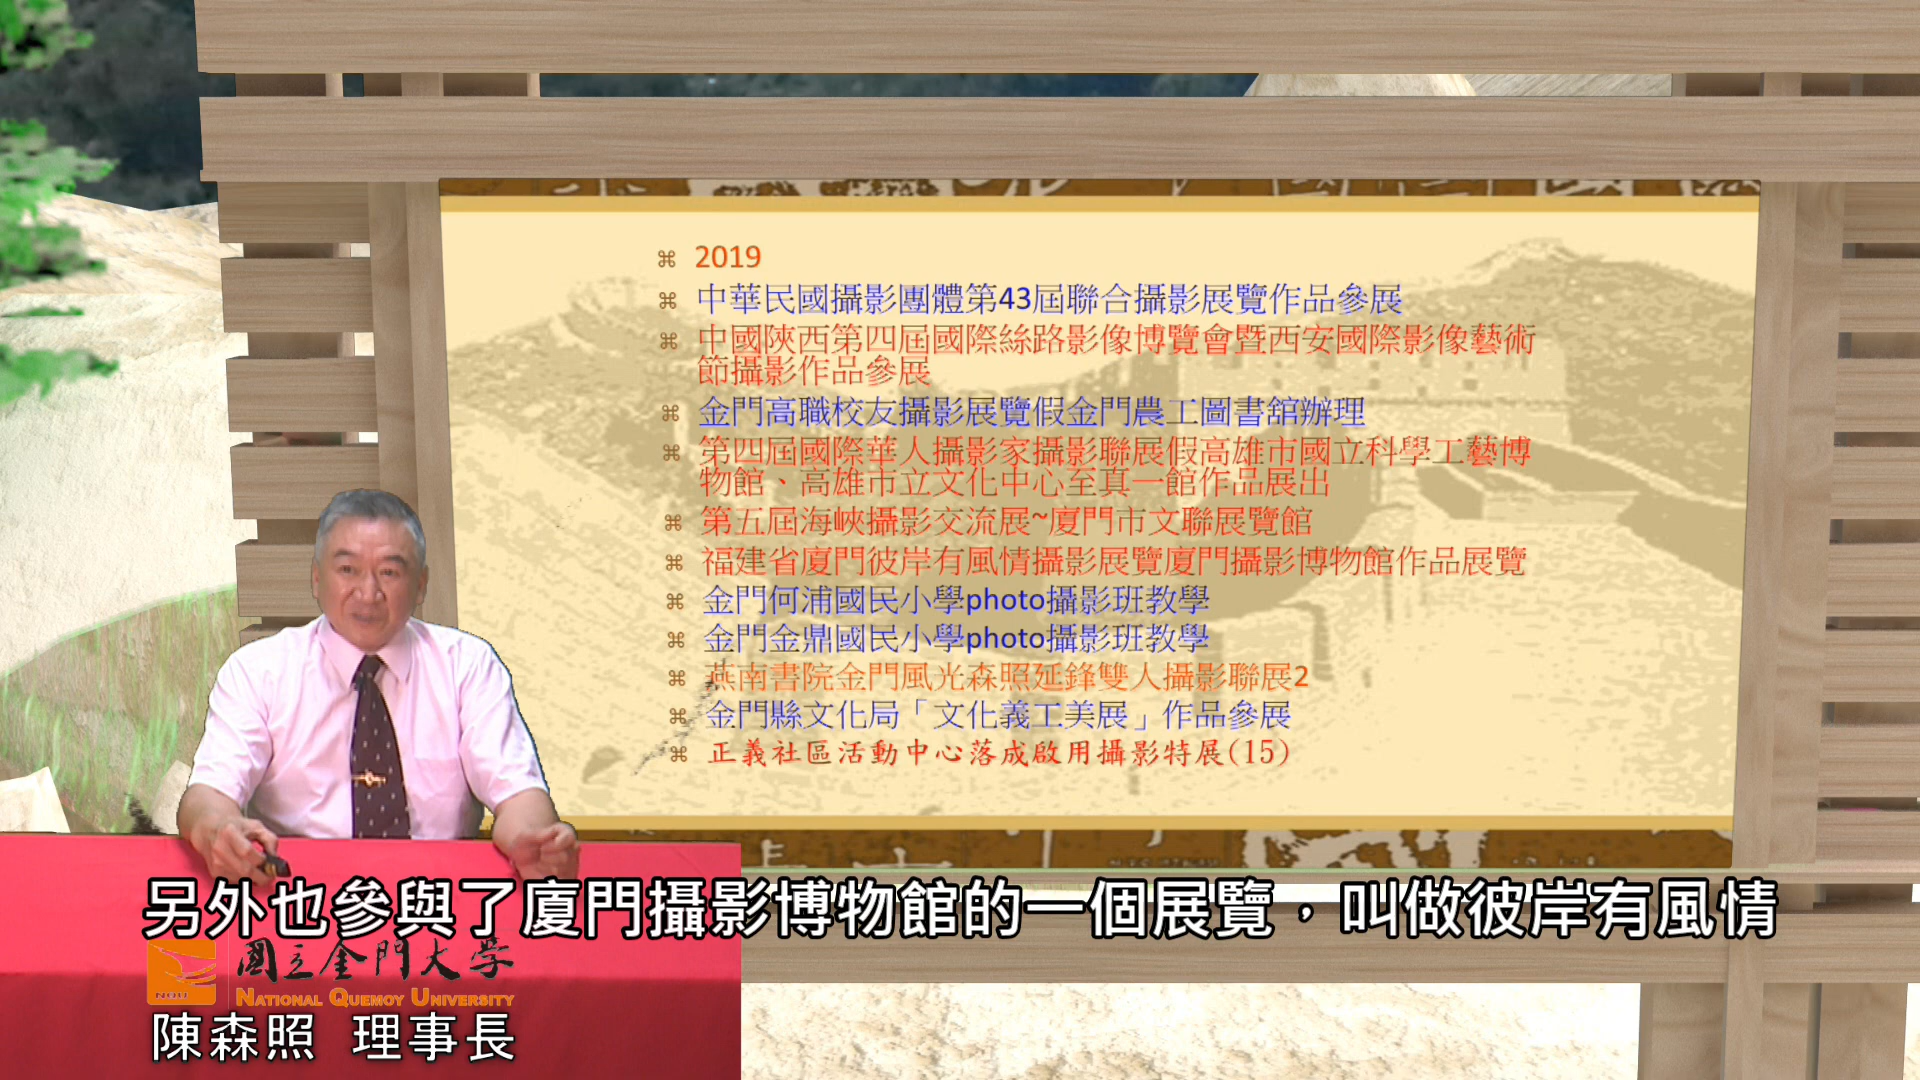 2019
中華民國攝影團體第43屆聯合攝影展覽作品參展
中國陝西第四屆國際絲路影像博覽會暨西安國際影像藝術
節攝影作品參展
金門高職校友攝影展覽假金門農工圖書舘辦理
第四屆國際華人攝影家攝影聯展假高雄市國立科學工藝博
物館、高雄市立文化中心至真一館作品展出
第五屆海峽攝影交流展~廈門市文聯展覽館
福建省廈門彼岸有風情攝影展覽廈門攝影博物館作品展覽
金門何浦國民小學photo攝影班教學
金門金鼎國民小學photo攝影班教學
燕南書院金門風光森照延鋒雙人攝影聯展2
金門縣文化局「文化義工美展」作品參展
正義社區活動中心落成啟用攝影特展(15)
另外也參與了廈門攝影博物館的一個展覽，叫做彼岸有風情
國立金門大學
NQU
NATIONAL QUEMOY UNIVERSITY
陳森照 理事長